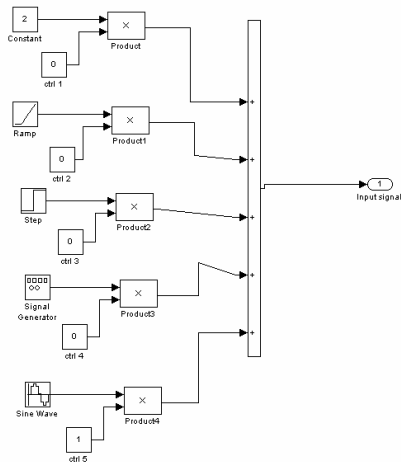 2
Constant
Product
0
ctrl 1
Ramp
Product1
0
ctrl 2
Step
Product2
0
ctrl 3
Signal
Generator
Product3
0
ctrl 4
Sine Wave
Product4
1
ctrl 5
1
Input signal